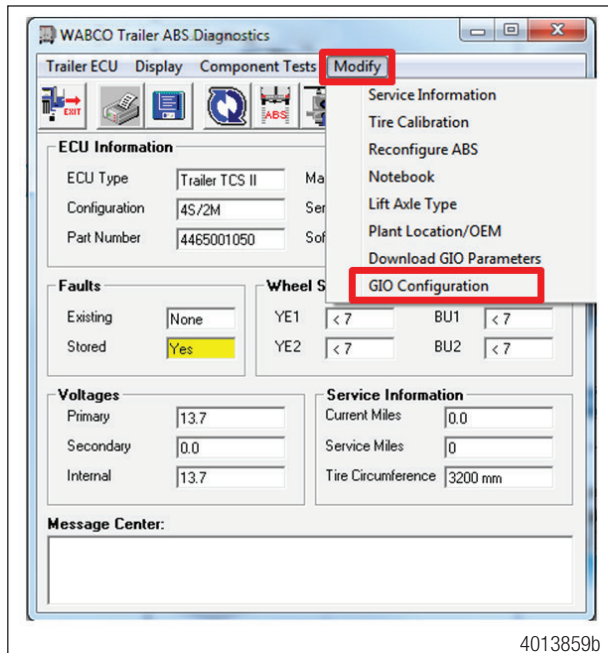 WABCO Trailer ABS Diagnostics
Trailer ECU Display Component Tests Modify
EXIT ABS
Service Information
Tire Calibration
Reconfigure ABS
Notebook
Lift Axle Type
Plant Location/OEM
Download GIO Parameters
GIO Configuration
ECU Information
ECU Type Trailer TCS II Ma
Configuration 4S/2M Ser
Part Number 4465001050 Sof
Faults
Existing None
Stored Yes
Wheel S
YE1 < 7 BU1 < 7
YE2 < 7 BU2 < 7
Voltages
Primary 13.7
Secondary 0.0
Internal 13.7
Service Information
Current Miles 0.0
Service Miles 0
Tire Circumference 3200 mm
Message Center:
4013859b